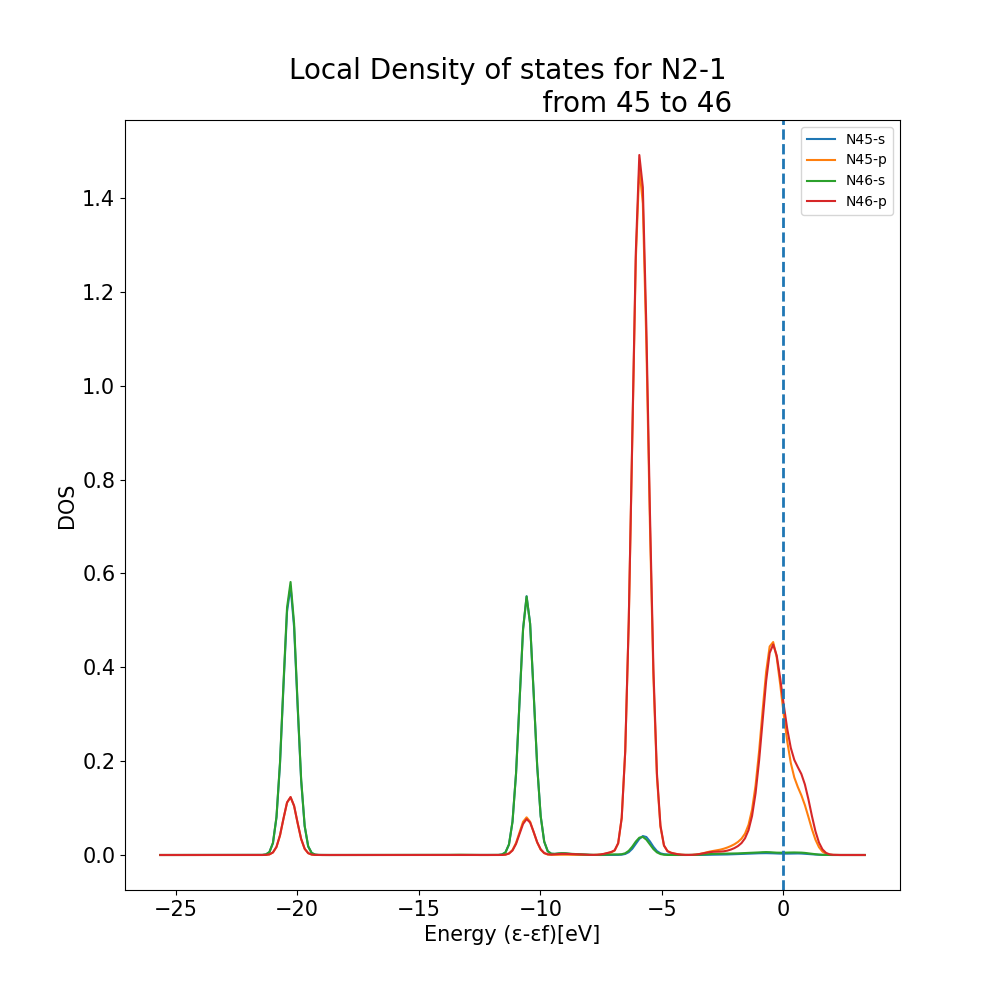 Local Density of states for N2-1
from 45 to 46
N45-s
N45-p
N46-s
N46-p
DOS
1.4
1.2
1.0
0.8
0.6
0.4
0.2
0.0
−25
−20
−15
−10
−5
0
Energy (ε-εf)[eV]